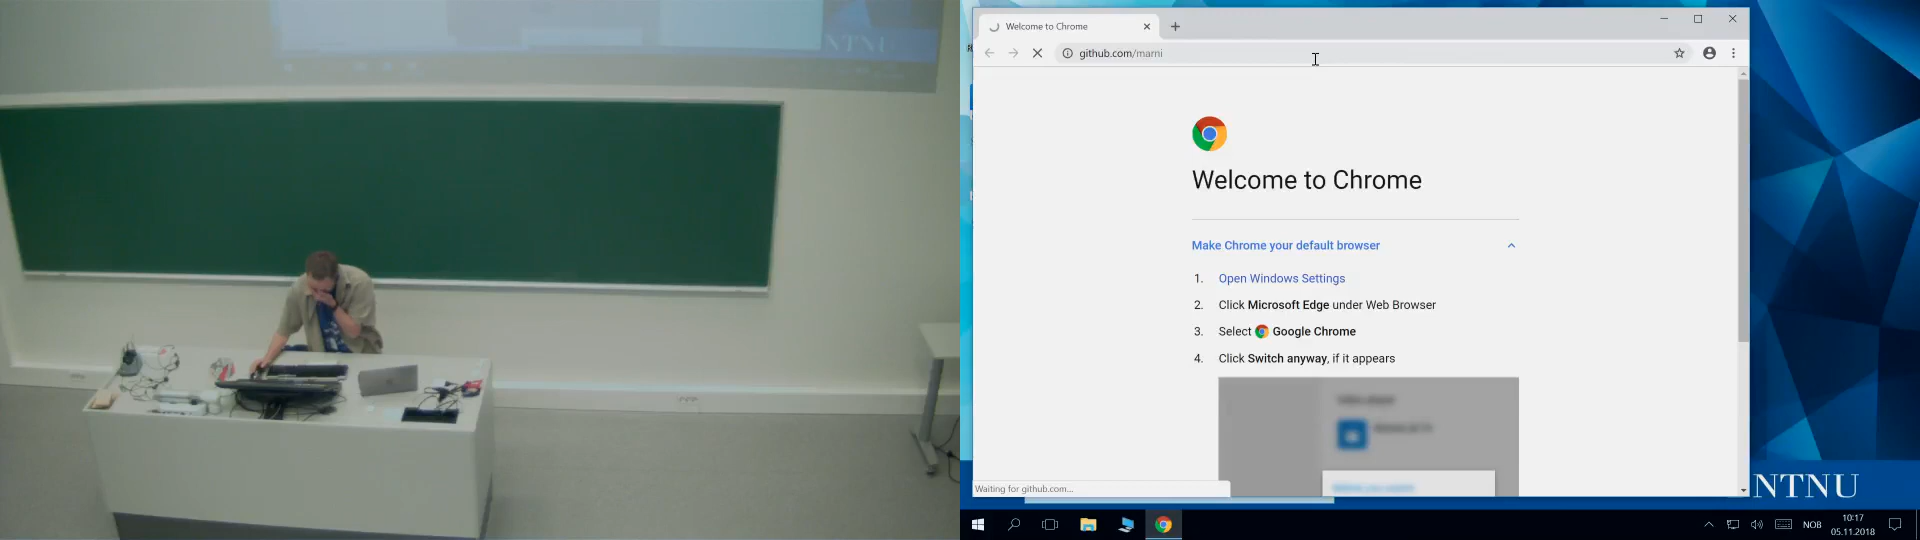 NTNU
Welcome to Chrome
github.com/marni
Welcome to Chrome
Make Chrome your default browser
1. Open Windows Settings
2. Click Microsoft Edge under Web Browser
3. Select Google Chrome
4. Click Switch anyway, if it appears
Waiting for github.com...
NTNU
NOB
10:17
05.11.2018